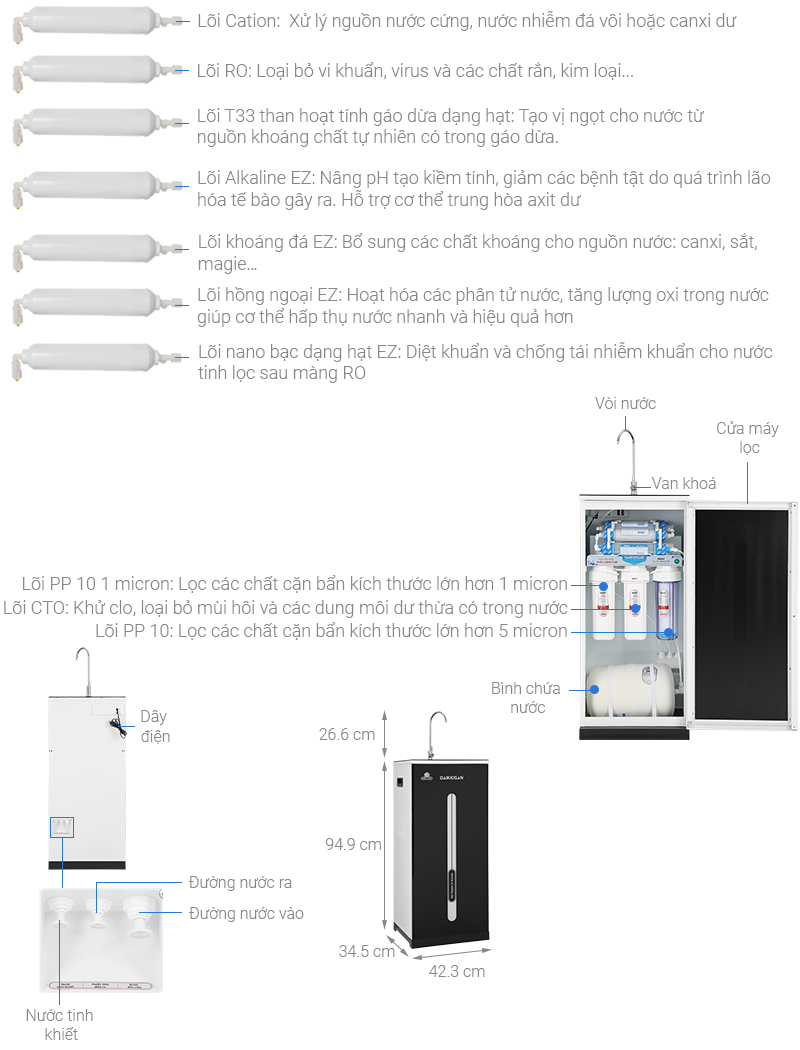 Lõi Cation: Xử lý nguồn nước cứng, nước nhiễm đá vôi hoặc canxi dư
Lõi RO: Loại bỏ vi khuẩn, virus và các chất rắn, kim loại...
Lõi T33 than hoạt tính gáo dừa dạng hạt: Tạo vị ngọt cho nước từ
nguồn khoáng chất tự nhiên có trong gáo dừa.
Lõi Alkaline EZ: Nâng pH tạo kiềm tính, giảm các bệnh tật do quá trình lão
hóa tế bào gây ra. Hỗ trợ cơ thể trung hòa axit dư
Lõi khoáng đá EZ: Bổ sung các chất khoáng cho nguồn nước: canxi, sắt,
magie...
Lõi hồng ngoại EZ: Hoạt hóa các phân tử nước, tăng lượng oxi trong nước
giúp cơ thể hấp thụ nước nhanh và hiệu quả hơn
Lõi nano bạc dạng hạt EZ: Diệt khuẩn và chống tái nhiễm khuẩn cho nước
tinh lọc sau màng RO
Vòi nước
Cửa máy
lọc
Van khoá
Lõi PP 10 1 micron: Lọc các chất cặn bẩn kích thước lớn hơn 1 micron
Lõi CTO: Khử clo, loại bỏ mùi hôi và các dung môi dư thừa có trong nước
Lõi PP 10: Lọc các chất cặn bẩn kích thước lớn hơn 5 micron
Bình chứa
nước
Dây
điện
26.6 cm
DAIKIOSAN
94.9 cm
34.5 cm
42.3 cm
Đường nước ra
Đường nước vào
Nước tinh
khiết